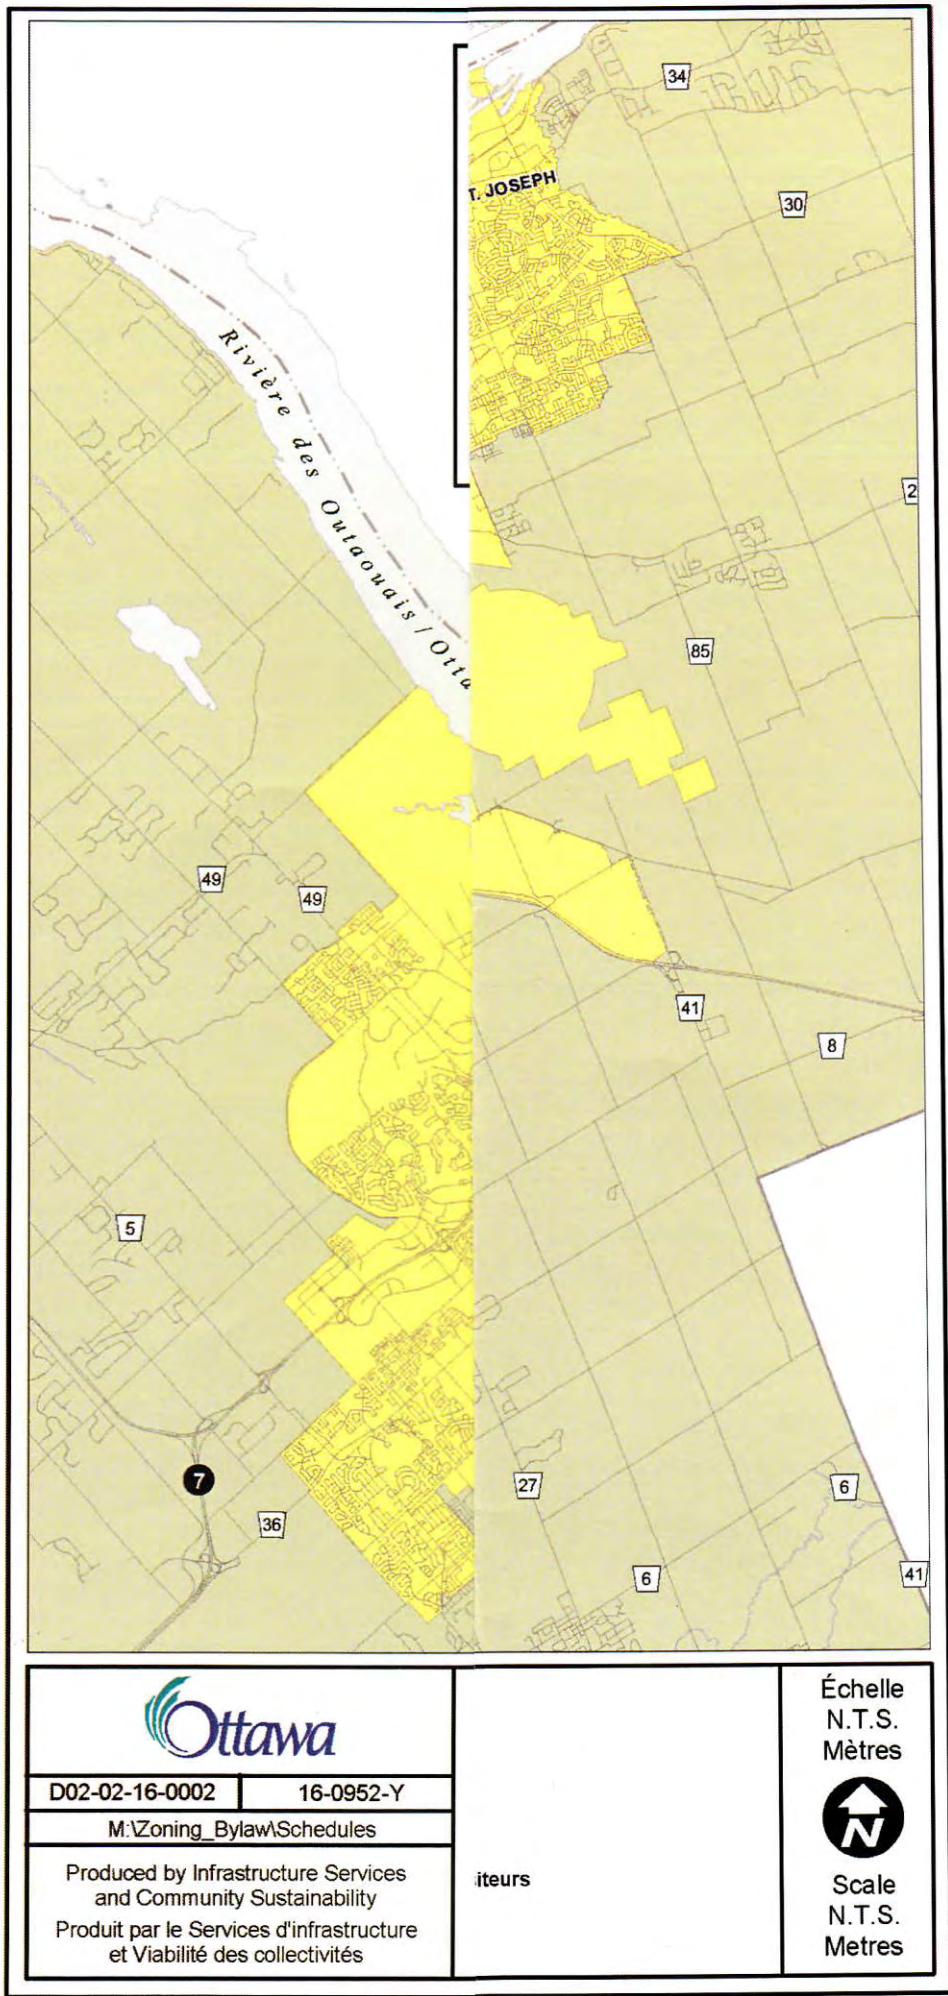 34
T. JOSEPH
30
Rivière des Outaouais / Otta
2
85
49
49
41
8
5
7
36
27
6
6
41
Ottawa
D02-02-16-0002
16-0952-Y
M:\Zoning_Bylaw\Schedules
Produced by Infrastructure Services
and Community Sustainability
Produit par le Services d'infrastructure
et Viabilité des collectivités
iteurs
Échelle
N.T.S.
Mètres
N
Scale
N.T.S.
Metres